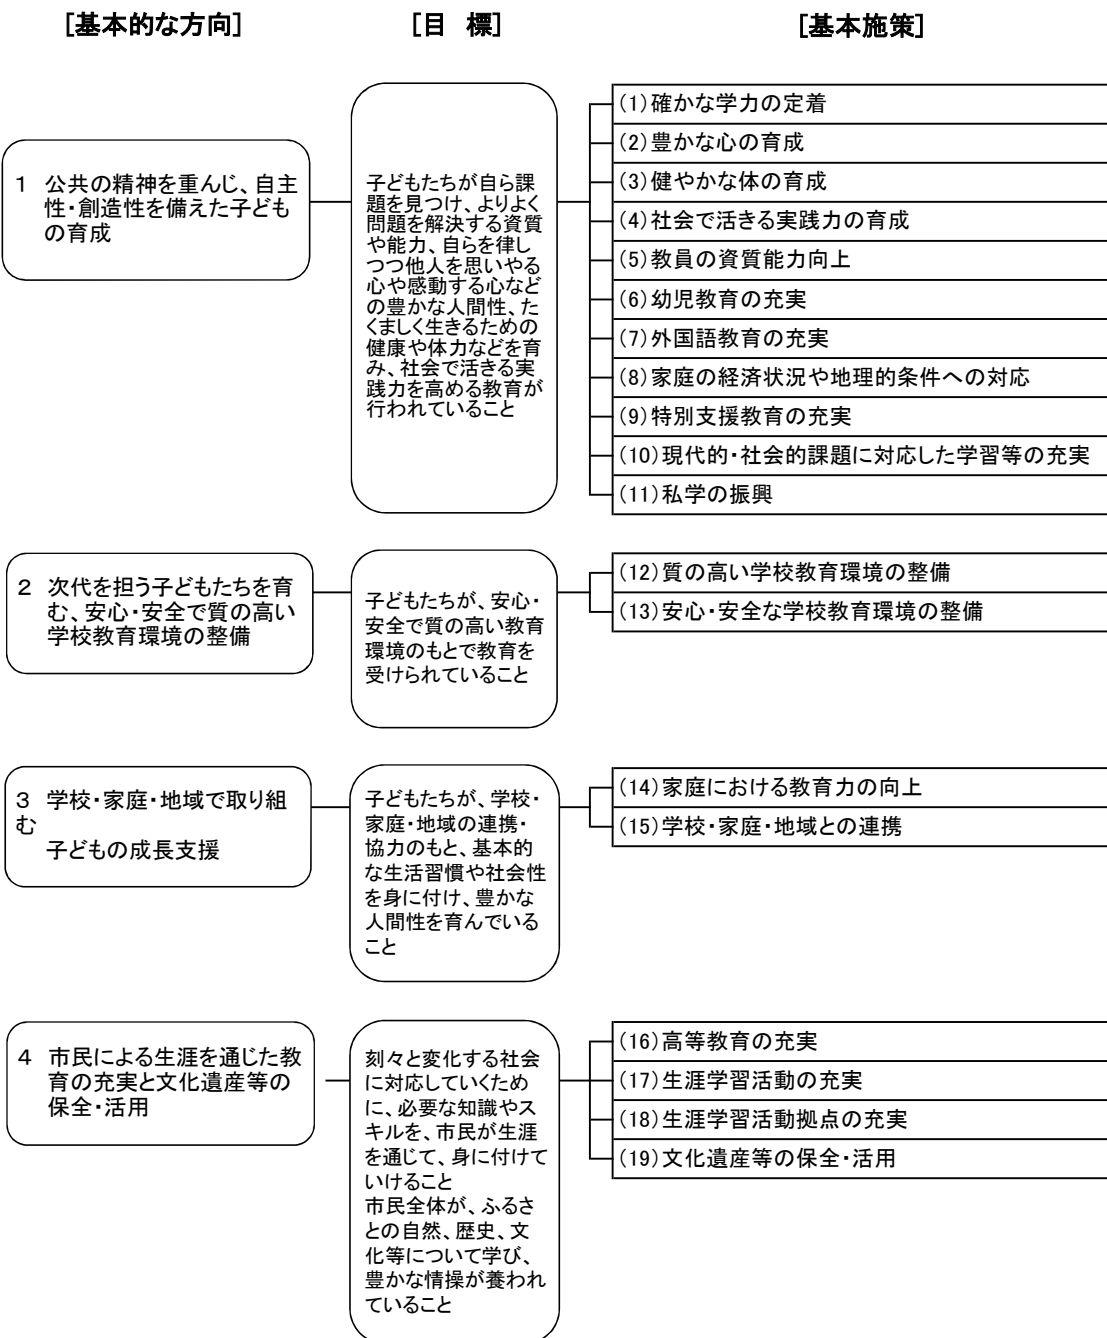 [基本的な方向]
[目　標]
[基本施策]
1　公共の精神を重んじ、自主
性・創造性を備えた子ども
の育成
子どもたちが自ら課
題を見つけ、よりよく
問題を解決する資質
や能力、自らを律し
つつ他人を思いやる
心や感動する心など
の豊かな人間性、た
くましく生きるための
健康や体力などを育
み、社会で活きる実
践力を高める教育が
行われていること
(1)確かな学力の定着
(2)豊かな心の育成
(3)健やかな体の育成
(4)社会で活きる実践力の育成
(5)教員の資質能力向上
(6)幼児教育の充実
(7)外国語教育の充実
(8)家庭の経済状況や地理的条件への対応
(9)特別支援教育の充実
(10)現代的・社会的課題に対応した学習等の充実
(11)私学の振興
2　次代を担う子どもたちを育
む、安心・安全で質の高い
学校教育環境の整備
子どもたちが、安心・
安全で質の高い教育
環境のもとで教育を
受けられていること
(12)質の高い学校教育環境の整備
(13)安心・安全な学校教育環境の整備
3　学校・家庭・地域で取り組
む
子どもの成長支援
子どもたちが、学校・
家庭・地域の連携・
協力のもと、基本的
な生活習慣や社会性
を身に付け、豊かな
人間性を育んでいる
こと
(14)家庭における教育力の向上
(15)学校・家庭・地域との連携
4　市民による生涯を通じた教
育の充実と文化遺産等の
保全・活用
刻々と変化する社会
に対応していくため
に、必要な知識やス
キルを、市民が生涯
を通じて、身に付けて
いけること
市民全体が、ふるさ
との自然、歴史、文
化等について学び、
豊かな情操が養われ
ていること
(16)高等教育の充実
(17)生涯学習活動の充実
(18)生涯学習活動拠点の充実
(19)文化遺産等の保全・活用